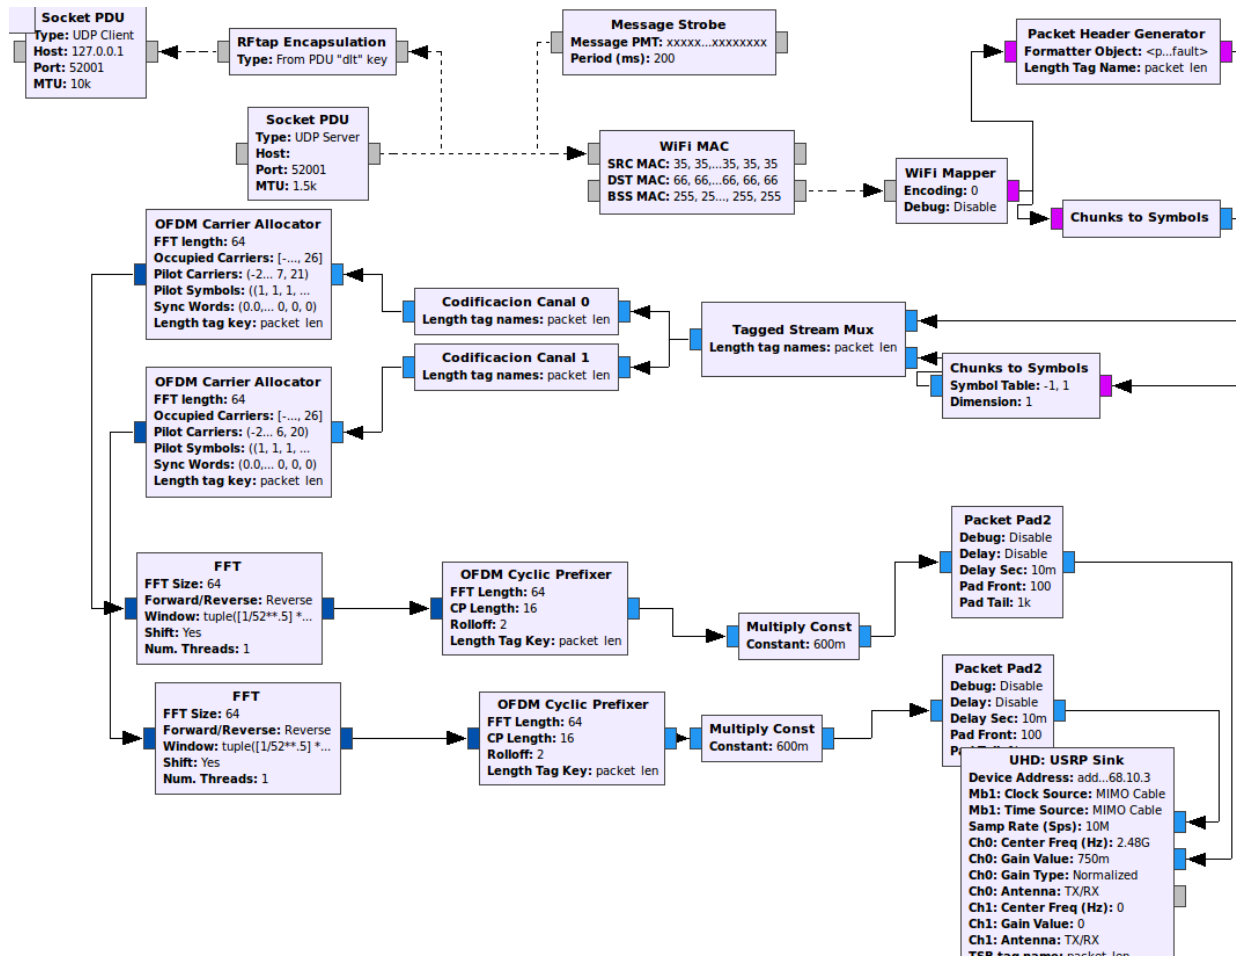 Socket PDU
Type: UDP Client
Host: 127.0.0.1
Port: 52001
MTU: 10k
RFtap Encapsulation
Type: From PDU "dlt" key
Message Strobe
Message PMT: xxxxx...xxxxxxxx
Period (ms): 200
Packet Header Generator
Formatter Object: <p...fault>
Length Tag Name: packet_len
Socket PDU
Type: UDP Server
Host:
Port: 52001
MTU: 1.5k
WiFi MAC
SRC MAC: 35, 35,...35, 35, 35
DST MAC: 66, 66,...66, 66, 66
BSS MAC: 255, 25..., 255, 255
WiFi Mapper
Encoding: 0
Debug: Disable
Chunks to Symbols
OFDM Carrier Allocator
FFT length: 64
Occupied Carriers: [-..., 26]
Pilot Carriers: (-2... 7, 21)
Pilot Symbols: ((1, 1, 1, ...
Sync Words: (0.0,... 0, 0, 0)
Length tag key: packet_len
Codificacion Canal 0
Length tag names: packet_len
Codificacion Canal 1
Length tag names: packet_len
Tagged Stream Mux
Length tag names: packet_len
Chunks to Symbols
Symbol Table: -1, 1
Dimension: 1
OFDM Carrier Allocator
FFT length: 64
Occupied Carriers: [-..., 26]
Pilot Carriers: (-2... 6, 20)
Pilot Symbols: ((1, 1, 1, ...
Sync Words: (0.0,... 0, 0, 0)
Length tag key: packet_len
FFT
FFT Size: 64
Forward/Reverse: Reverse
Window: tuple([1/52**.5] *...
Shift: Yes
Num. Threads: 1
OFDM Cyclic Prefixer
FFT Length: 64
CP Length: 16
Rolloff: 2
Length Tag Key: packet_len
Multiply Const
Constant: 600m
Packet Pad2
Debug: Disable
Delay: Disable
Delay Sec: 10m
Pad Front: 100
Pad Tail: 1k
FFT
FFT Size: 64
Forward/Reverse: Reverse
Window: tuple([1/52**.5] *...
Shift: Yes
Num. Threads: 1
OFDM Cyclic Prefixer
FFT Length: 64
CP Length: 16
Rolloff: 2
Length Tag Key: packet_len
Multiply Const
Constant: 600m
Packet Pad2
Debug: Disable
Delay: Disable
Delay Sec: 10m
Pad Front: 100
UHD: USRP Sink
Device Address: add...68.10.3
Mb1: Clock Source: MIMO Cable
Mb1: Time Source: MIMO Cable
Samp Rate (Sps): 10M
Ch0: Center Freq (Hz): 2.48G
Ch0: Gain Value: 750m
Ch0: Gain Type: Normalized
Ch0: Antenna: TX/RX
Ch1: Center Freq (Hz): 0
Ch1: Gain Value: 0
Ch1: Antenna: TX/RX
TSB tag name: packet_len